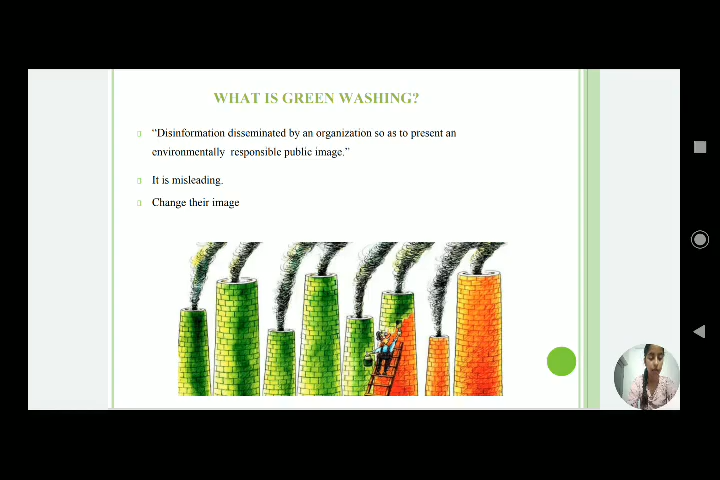 WHAT IS GREEN WASHING?
“Disinformation disseminated by an organization so as to present an
environmentally responsible public image.”
It is misleading.
Change their image